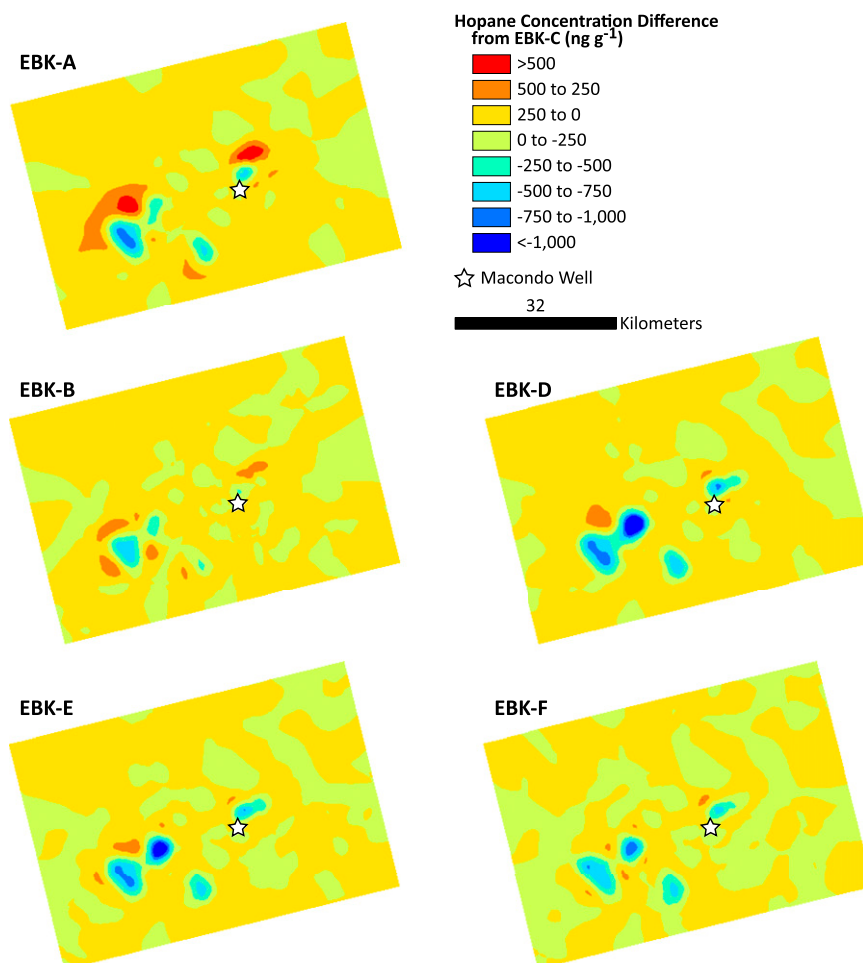 Hopane Concentration Difference
from EBK-C (ng g-1)
EBK-A
>500
500 to 250
250 to 0
0 to -250
-250 to -500
-500 to -750
-750 to -1,000
<-1,000
Macondo Well
32
Kilometers
EBK-B
EBK-D
EBK-E
EBK-F